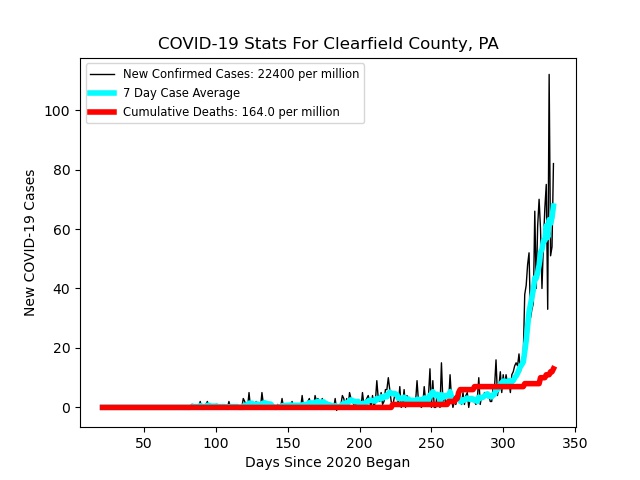 COVID-19 Stats For Clearfield County, PA
New Confirmed Cases: 22400 per million
7 Day Case Average
Cumulative Deaths: 164.0 per million
New COVID-19 Cases
100
80
60
40
20
0
50
100
150
200
250
300
350
Days Since 2020 Began